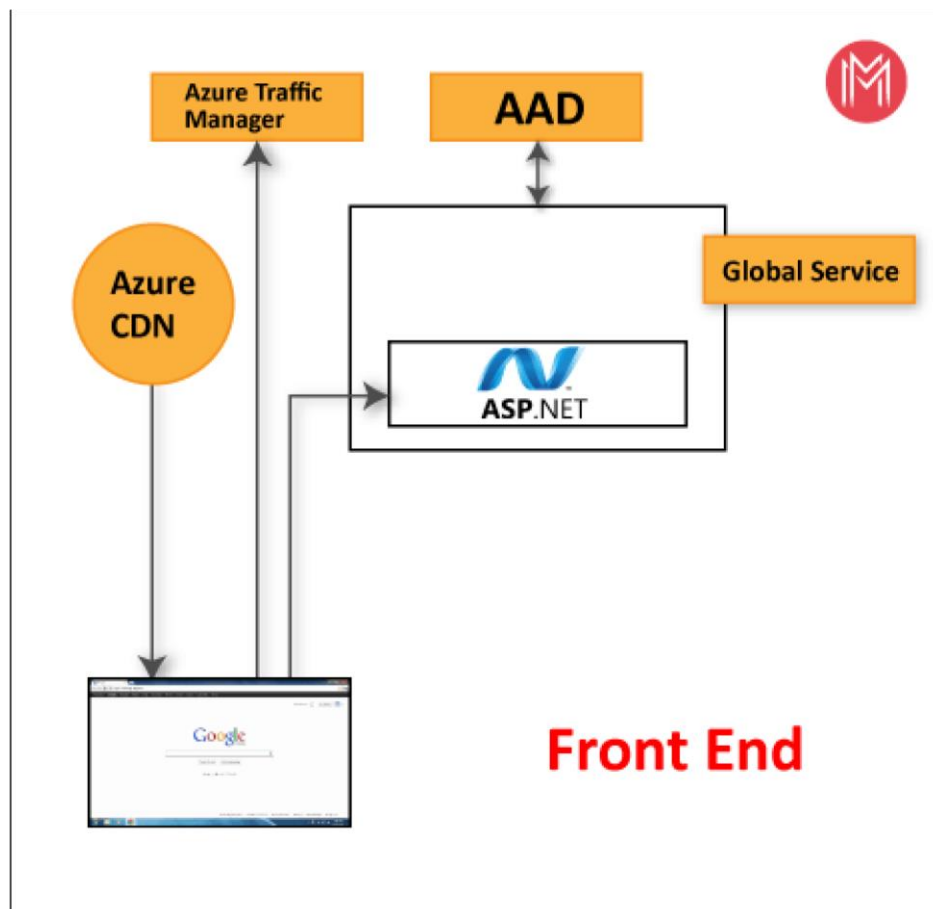 Azure Traffic
Manager
AAD
Azure
CDN
Global Service
ASP.NET
Google
Front End